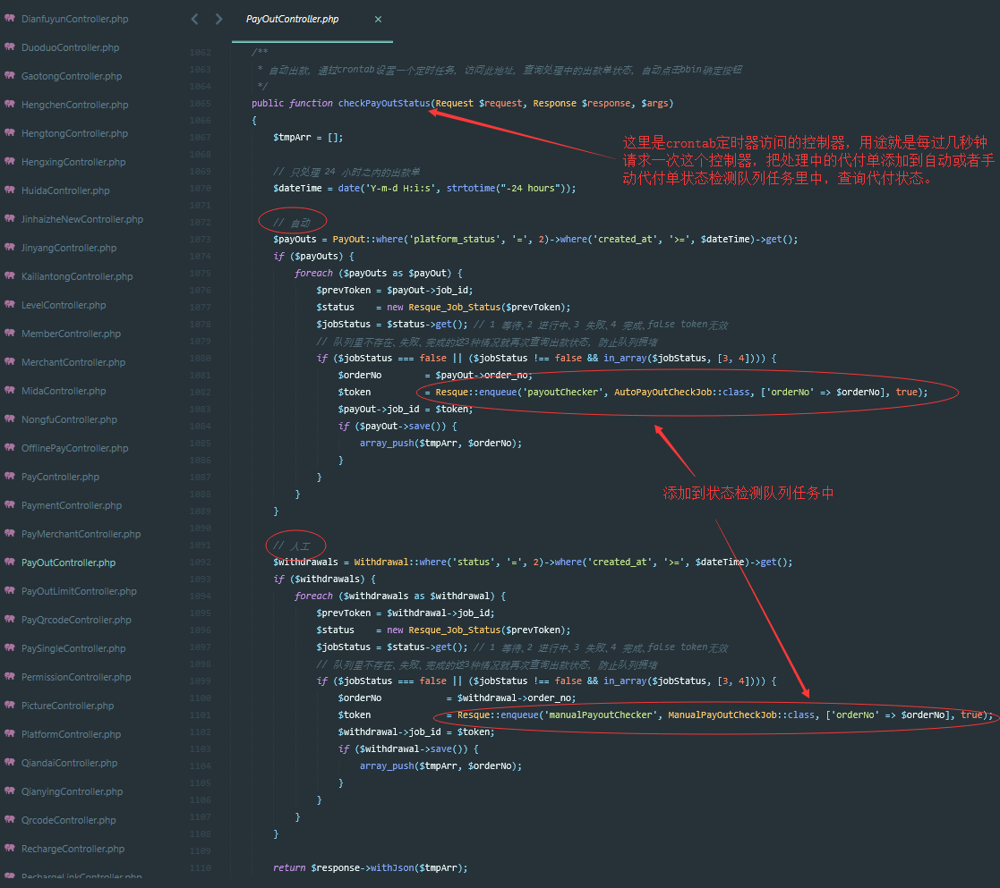 DianfuyunController.php
DuoduoController.php
GaotongController.php
HengchenController.php
HengtongController.php
HengxingController.php
HuidaController.php
JinhaizheNewController.php
JinyangController.php
KailiantongController.php
LevelController.php
MemberController.php
MerchantController.php
MidaController.php
NongfuController.php
OfflinePayController.php
PayController.php
PaymentController.php
PayMerchantController.php
PayOutController.php
PayOutLimitController.php
PayQrcodeController.php
PaySingleController.php
PermissionController.php
PictureController.php
PlatformController.php
QiandaiController.php
QianyingController.php
QrcodeController.php
RechargeController.php
RechargeLinkController.php
PayOutController.php ×
1062 /**
1063 * 自动出款，通过crontab设置一个定时任务，访问此地址，查询处理中的出款单状态，自动点击bbin确定按钮
1064 */
1065 public function checkPayOutStatus(Request $request, Response $response, $args)
1066 {
1067 $tmpArr = [];
1068
1069 // 只处理 24 小时之内的出款单
1070 $dateTime = date('Y-m-d H:i:s', strtotime("-24 hours"));
1071
1072 // 自动
1073 $payOuts = PayOut::where('platform_status', '=', 2)->where('created_at', '>=', $dateTime)->get();
1074 if ($payOuts) {
1075 foreach ($payOuts as $payOut) {
1076 $prevToken = $payOut->job_id;
1077 $status = new Resque_Job_Status($prevToken);
1078 $jobStatus = $status->get(); // 1 等待、2 进行中、3 失败、4 完成、false token无效
1079 // 队列里不存在、失败、完成的这3种情况就再次查询出款状态，防止队列拥堵
1080 if ($jobStatus === false || ($jobStatus !== false && in_array($jobStatus, [3, 4]))) {
1081 $orderNo = $payOut->order_no;
1082 $token = Resque::enqueue('payoutChecker', AutoPayOutCheckJob::class, ['orderNo' => $orderNo], true);
1083 $payOut->job_id = $token;
1084 if ($payOut->save()) {
1085 array_push($tmpArr, $orderNo);
1086 }
1087 }
1088 }
1089 }
1090
1091 // 人工
1092 $withdrawals = Withdrawal::where('status', '=', 2)->where('created_at', '>=', $dateTime)->get();
1093 if ($withdrawals) {
1094 foreach ($withdrawals as $withdrawal) {
1095 $prevToken = $withdrawal->job_id;
1096 $status = new Resque_Job_Status($prevToken);
1097 $jobStatus = $status->get(); // 1 等待、2 进行中、3 失败、4 完成、false token无效
1098 // 队列里不存在、失败、完成的这3种情况就再次查询出款状态，防止队列拥堵
1099 if ($jobStatus === false || ($jobStatus !== false && in_array($jobStatus, [3, 4]))) {
1100 $orderNo = $withdrawal->order_no;
1101 $token = Resque::enqueue('manualPayoutChecker', ManualPayOutCheckJob::class, ['orderNo' => $orderNo], true);
1102 $withdrawal->job_id = $token;
1103 if ($withdrawal->save()) {
1104 array_push($tmpArr, $orderNo);
1105 }
1106 }
1107 }
1108 }
1109
1110 return $response->withJson($tmpArr);
这里是crontab定时器访问的控制器，用途就是每过几秒钟
请求一次这个控制器，把处理中的代付单添加到自动或者手
动代付单状态检测队列任务里中，查询代付状态。
添加到状态检测队列任务中